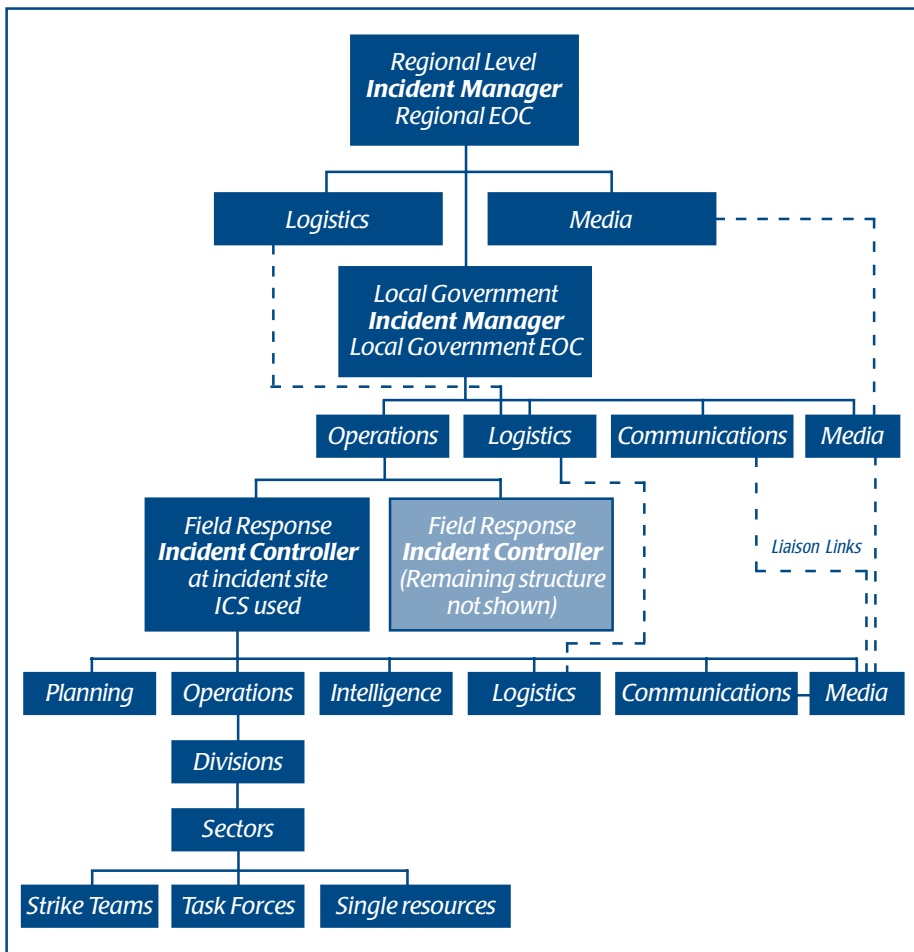 Regional Level
Incident Manager
Regional EOC
Logistics
Media
Local Government
Incident Manager
Local Government EOC
Operations
Logistics
Communications
Media
Field Response
Incident Controller
at incident site
ICS used
Field Response
Incident Controller
(Remaining structure
not shown)
Liaison Links
Planning
Operations
Intelligence
Logistics
Communications
Media
Divisions
Sectors
Strike Teams
Task Forces
Single resources